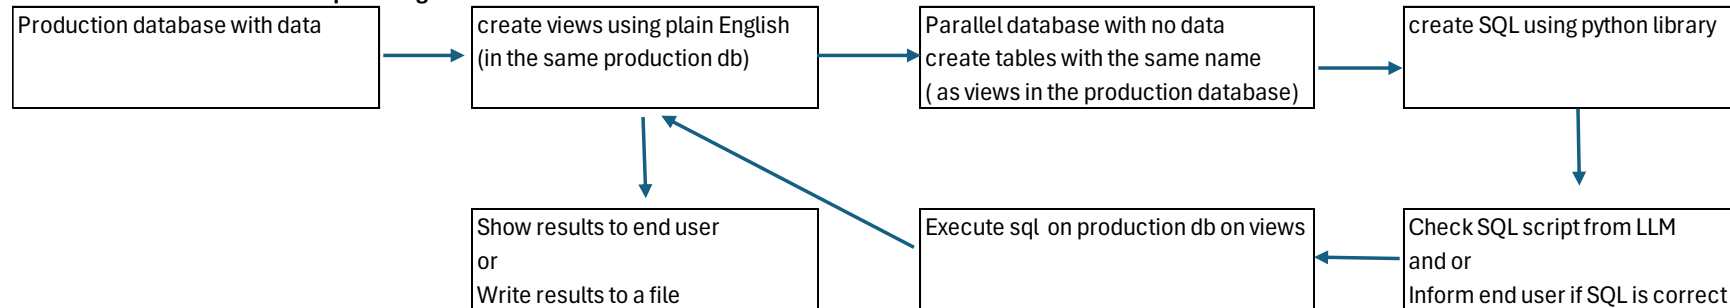 Production database with data
create views using plain English
(in the same production db)
Parallel database with no data
create tables with the same name
( as views in the production database)
create SQL using python library
Show results to end user
or
Write results to a file
Execute sql on production db on views
Check SQL script from LLM
and or
Inform end user if SQL is correct